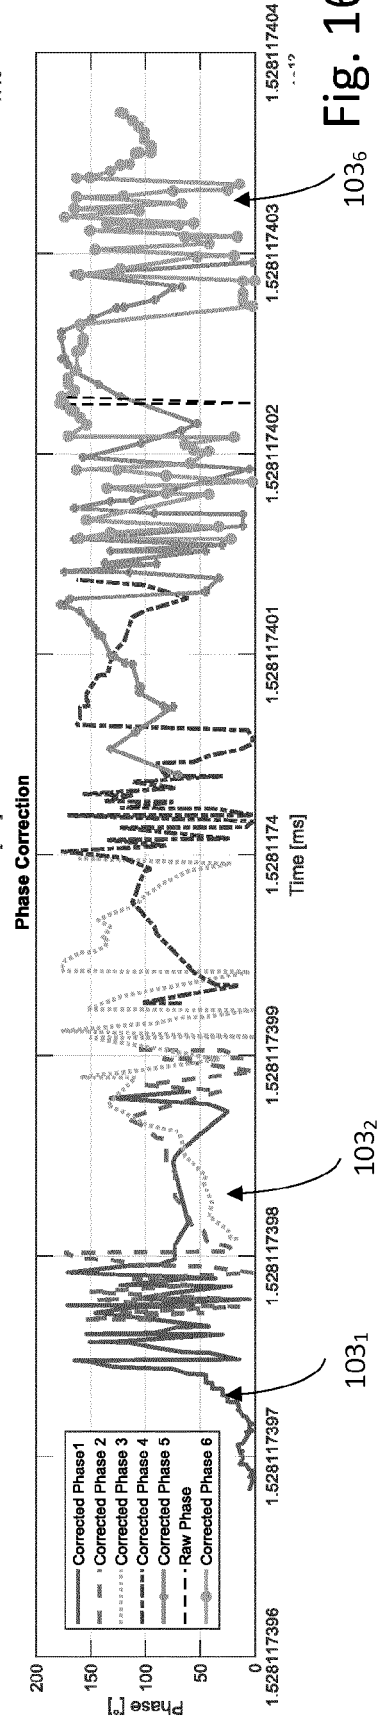 Phase Correction
Phase [°]
200
150
100
50
0
Corrected Phase1
Corrected Phase 2
Corrected Phase 3
Corrected Phase 4
Corrected Phase 5
Raw Phase
Corrected Phase 6
1.528117396
1.528117397
1.528117398
1.528117399
1.5281174
1.528117401
1.528117402
1.528117403
1.528117404
Time [ms]
103₁
103₂
103₆
Fig. 16